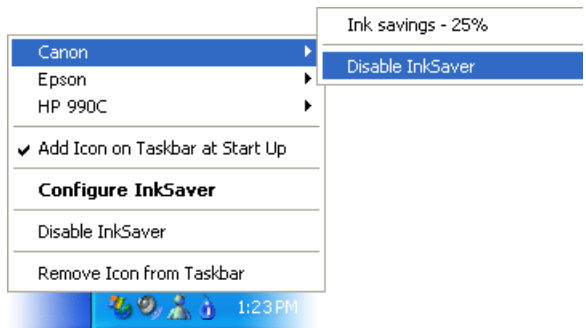 Canon
Epson
HP 990C
Add Icon on Taskbar at Start Up
Configure InkSaver
Disable InkSaver
Remove Icon from Taskbar
Ink savings - 25%
Disable InkSaver
1:23 PM